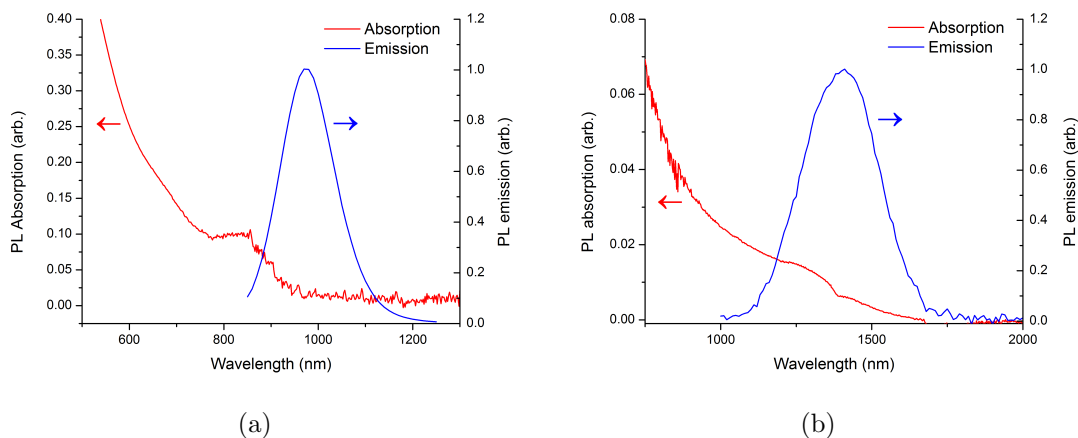 0.40
0.35
0.30
0.25
0.20
0.15
0.10
0.05
0.00
PL Absorption (arb.)
600
800
1000
1200
Wavelength (nm)
1.2
1.0
0.8
0.6
0.4
0.2
0.0
PL emission (arb.)
Absorption
Emission
(a)
0.08
0.06
0.04
0.02
0.00
PL absorption (arb.)
1000
1500
2000
Wavelength (nm)
1.2
1.0
0.8
0.6
0.4
0.2
0.0
PL emission (arb.)
Absorption
Emission
(b)